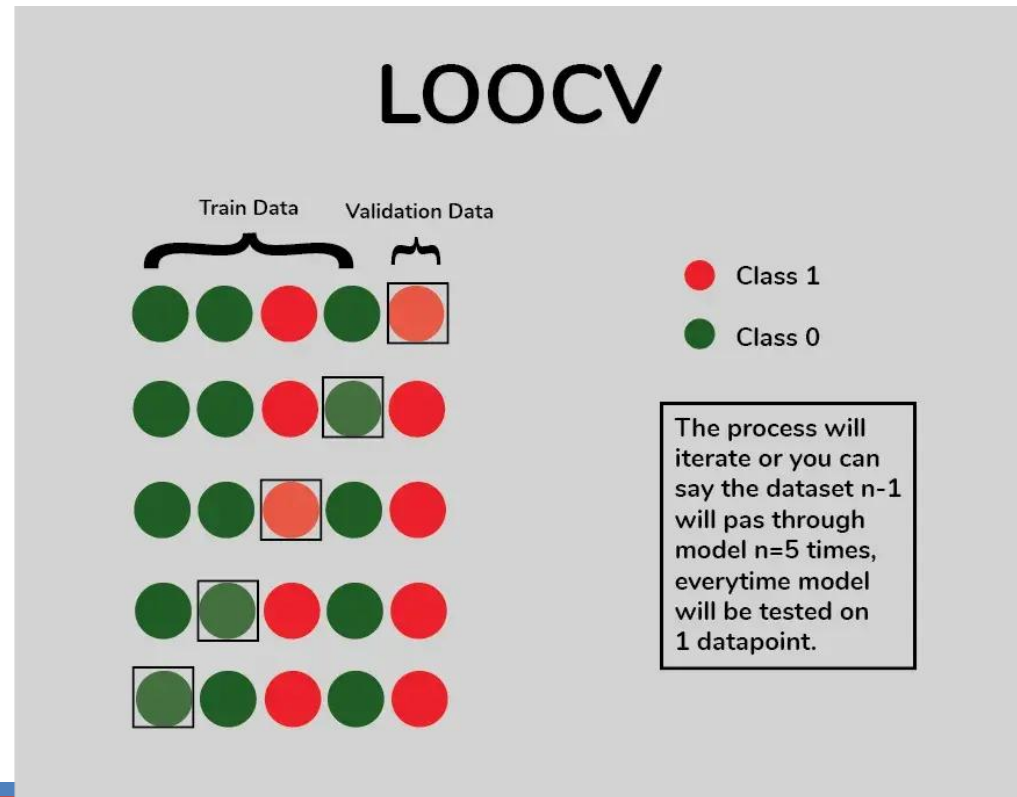 LOOCV
Train Data
Validation Data
Class 1
Class 0
The process will
iterate or you can
say the dataset n-1
will pas through
model n=5 times,
everytime model
will be tested on
1 datapoint.